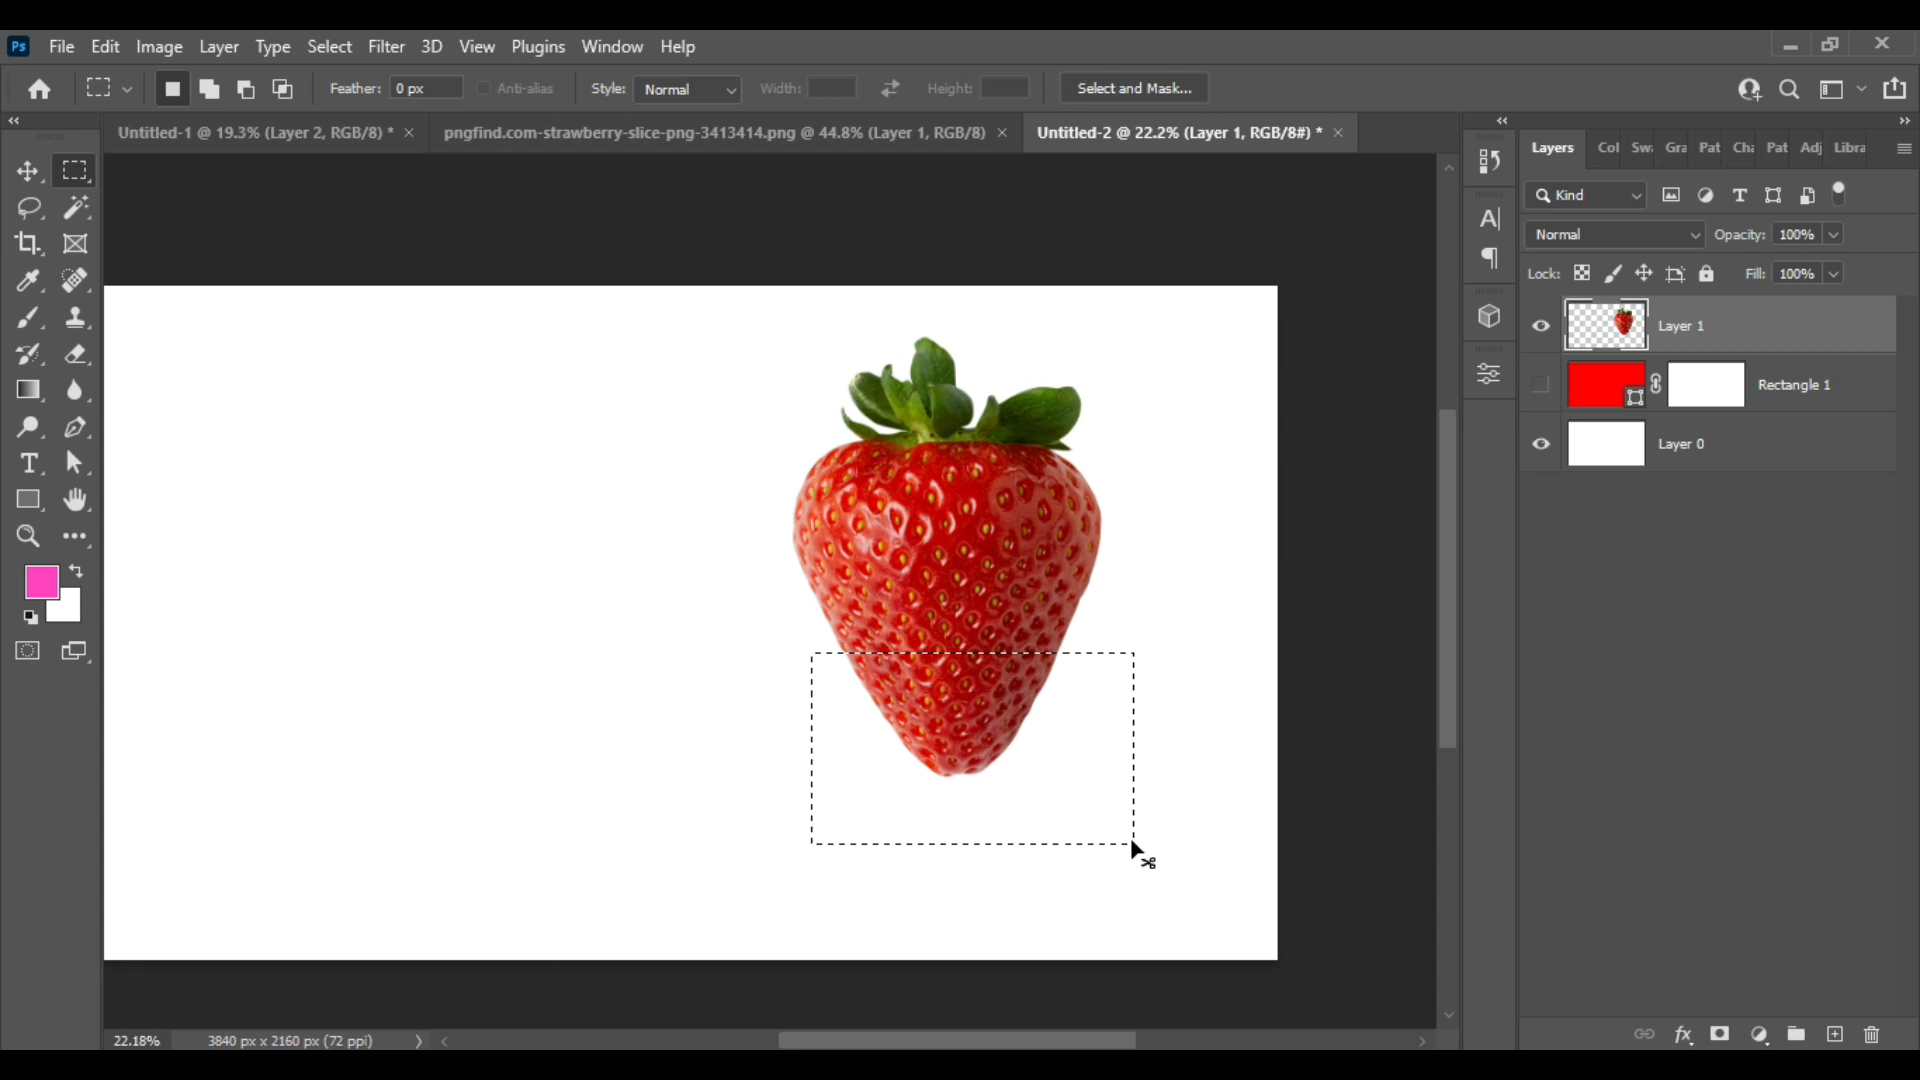 Ps File Edit Image Layer Type Select Filter 3D View Plugins Window Help
Feather: 0 px Anti-alias Style: Normal Width: Height: Select and Mask...
Untitled-1 @ 19.3% (Layer 2, RGB/8) * × pngfind.com-strawberry-slice-png-3413414.png @ 44.8% (Layer 1, RGB/8) × Untitled-2 @ 22.2% (Layer 1, RGB/8#) * ×
Layers Col Swa Gra Pat Cha Pat Adj Libra
Kind
Normal Opacity: 100%
Lock: Fill: 100%
Layer 1
Rectangle 1
Layer 0
22.18% 3840 px x 2160 px (72 ppi)